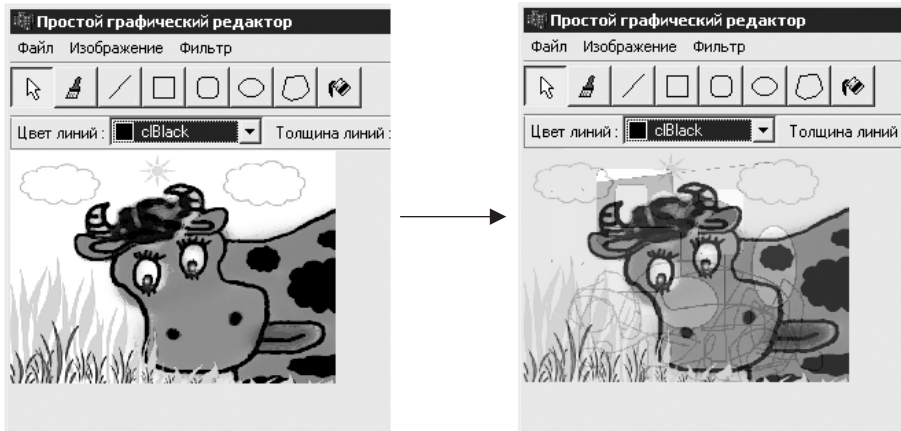 Простой графический редактор
Файл Изображение Фильтр
Цвет линий : clBlack Толщина линий :
Простой графический редактор
Файл Изображение Фильтр
Цвет линий : clBlack Толщина линий